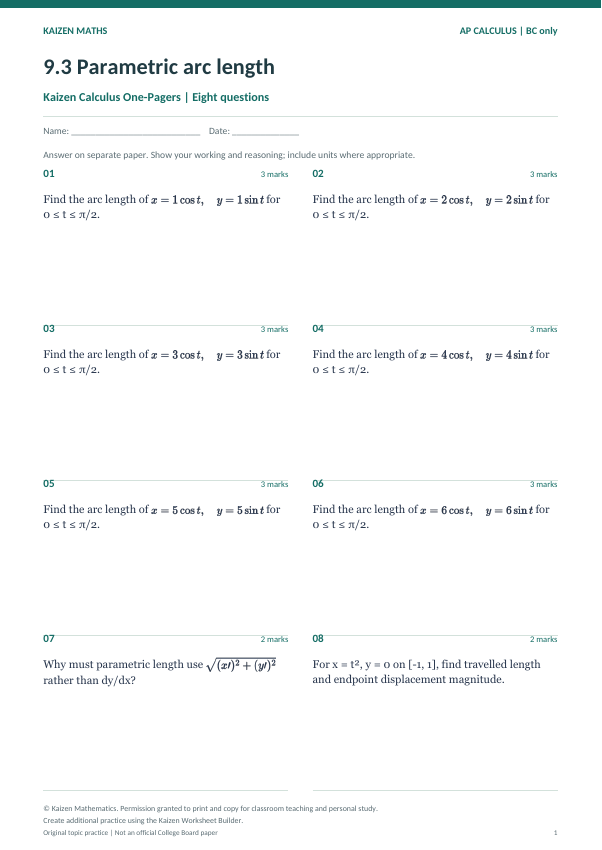 KAIZEN MATHS
AP CALCULUS | BC only
9.3 Parametric arc length
Kaizen Calculus One-Pagers | Eight questions
Name: ____________________________ Date: ______________
Answer on separate paper. Show your working and reasoning; include units where appropriate.
01 3 marks
Find the arc length of x = 1 cos t, y = 1 sin t for
0 ≤ t ≤ π/2.
02 3 marks
Find the arc length of x = 2 cos t, y = 2 sin t for
0 ≤ t ≤ π/2.
03 3 marks
Find the arc length of x = 3 cos t, y = 3 sin t for
0 ≤ t ≤ π/2.
04 3 marks
Find the arc length of x = 4 cos t, y = 4 sin t for
0 ≤ t ≤ π/2.
05 3 marks
Find the arc length of x = 5 cos t, y = 5 sin t for
0 ≤ t ≤ π/2.
06 3 marks
Find the arc length of x = 6 cos t, y = 6 sin t for
0 ≤ t ≤ π/2.
07 2 marks
Why must parametric length use √((x′)² + (y′)²)
rather than dy/dx?
08 2 marks
For x = t², y = 0 on [-1, 1], find travelled length
and endpoint displacement magnitude.
© Kaizen Mathematics. Permission granted to print and copy for classroom teaching and personal study.
Create additional practice using the Kaizen Worksheet Builder.
Original topic practice | Not an official College Board paper
1